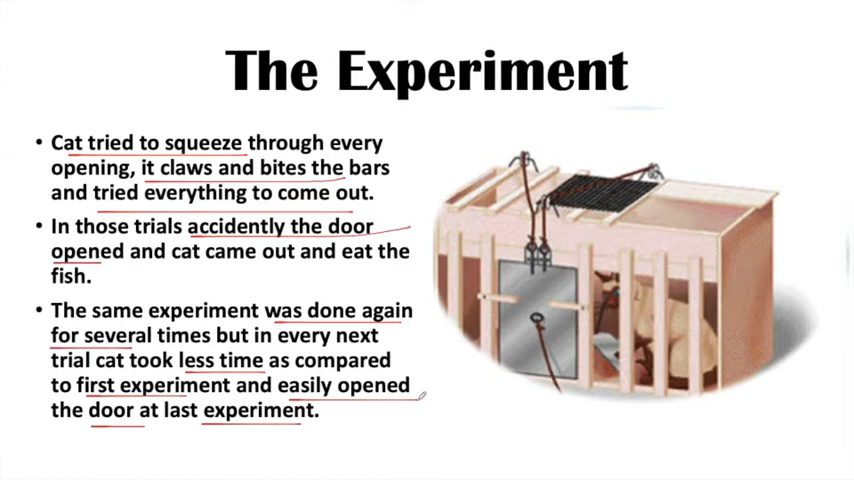 The Experiment
• Cat tried to squeeze through every
opening, it claws and bites the bars
and tried everything to come out.
• In those trials accidently the door
opened and cat came out and eat the
fish.
• The same experiment was done again
for several times but in every next
trial cat took less time as compared
to first experiment and easily opened
the door at last experiment.